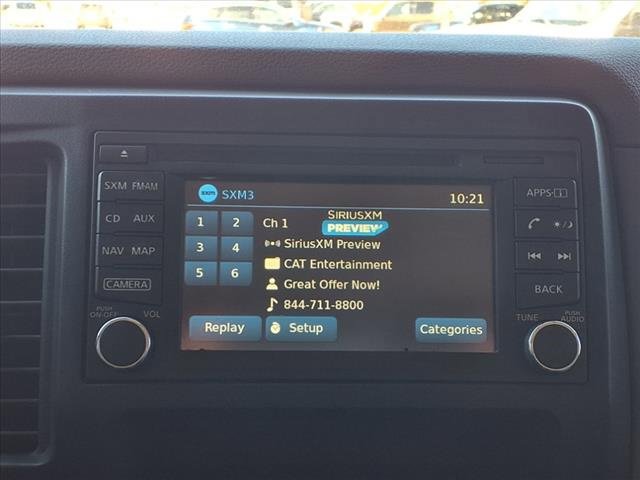 sxm SXM3 10:21
SXM FM·AM
CD AUX
NAV MAP
CAMERA
PUSH ON·OFF VOL
1 2
3 4
5 6
Ch 1
SIRIUSXM
PREVIEW
SiriusXM Preview
CAT Entertainment
Great Offer Now!
844-711-8800
Replay Setup Categories
APPS·
BACK
TUNE PUSH AUDIO